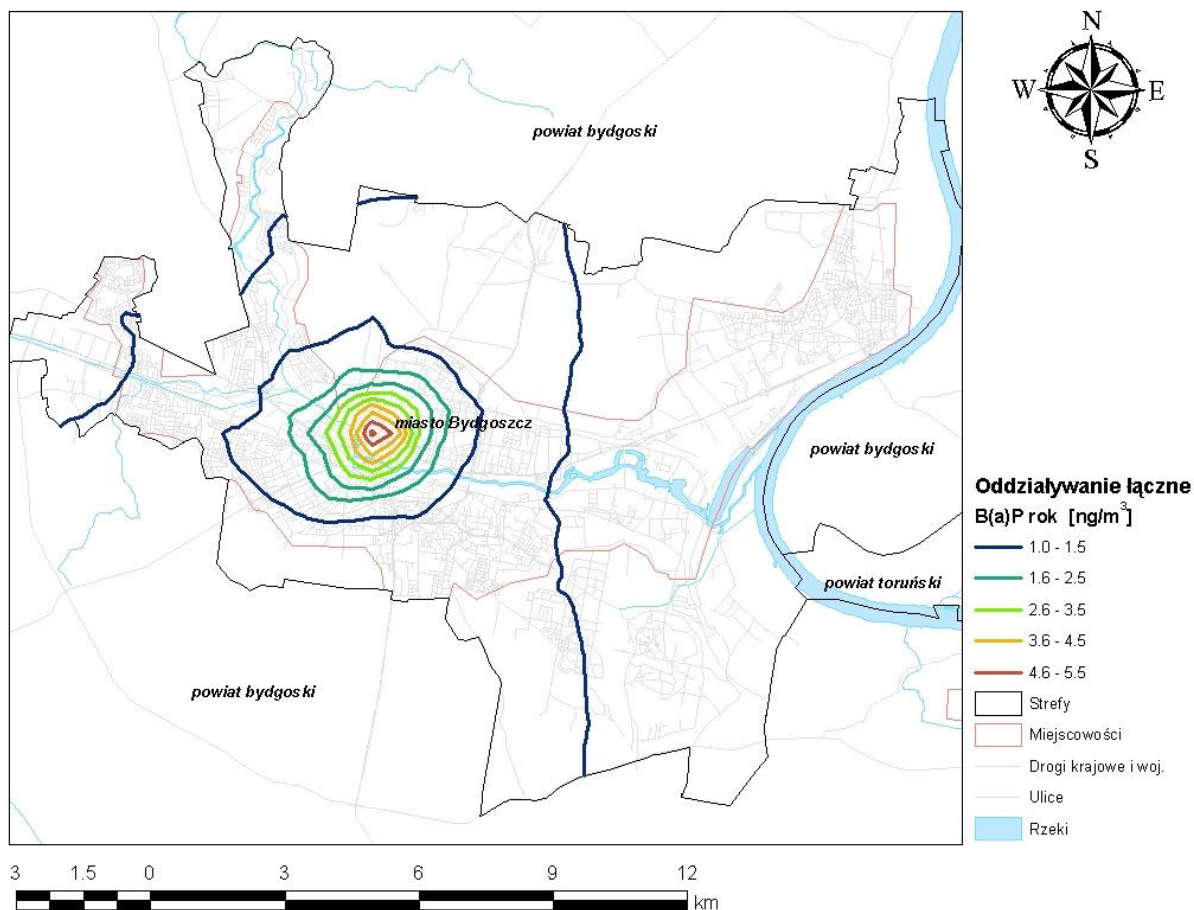 N
W E
S
powiat bydgoski
miasto Bydgoszcz
powiat bydgoski
powiat toruński
powiat bydgoski
Oddziaływanie łączne
B(a)P rok [ng/m³]
1.0 - 1.5
1.6 - 2.5
2.6 - 3.5
3.6 - 4.5
4.6 - 5.5
Strefy
Miejscowości
Drogi krajowe i woj.
Ulice
Rzeki
3 1.5 0 3 6 9 12
km